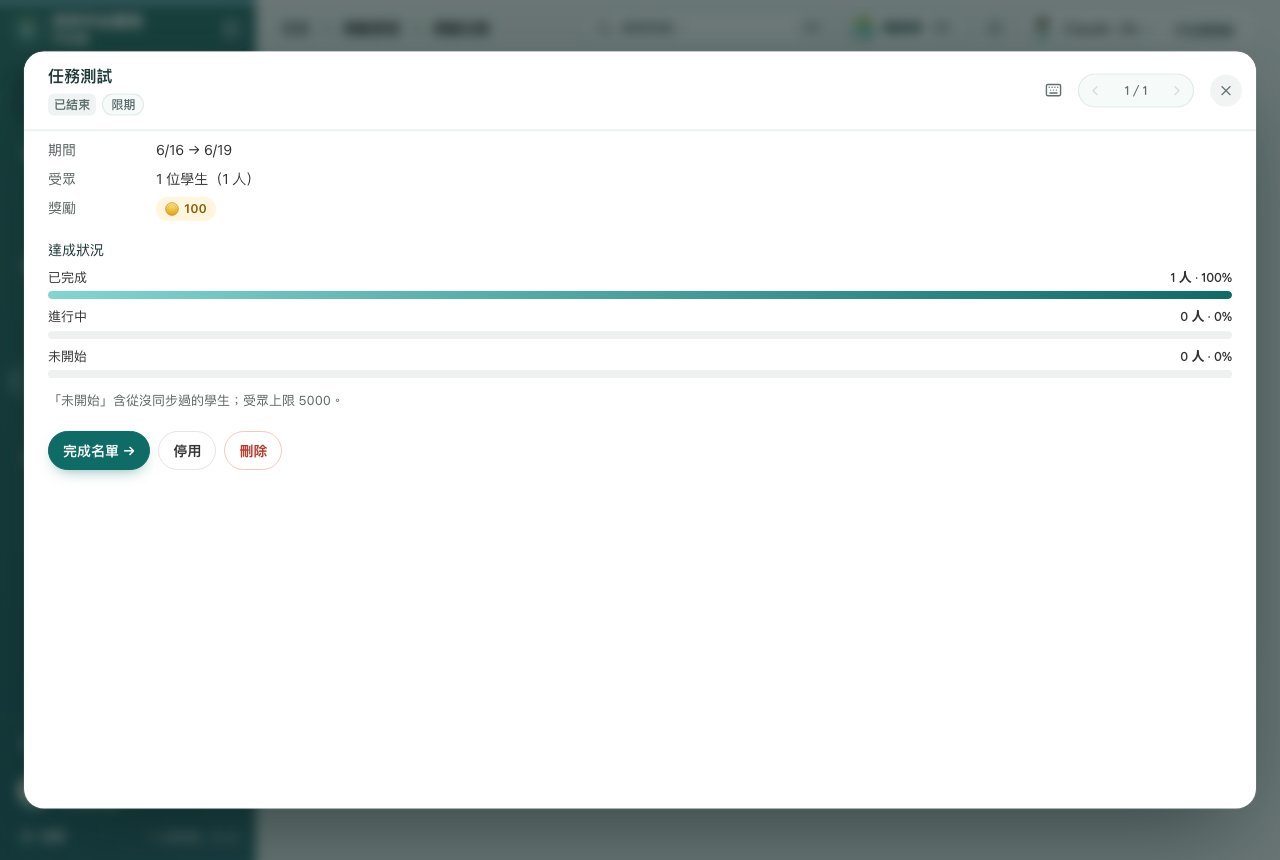 任務測試
已結束 限期
1 / 1
期間 6/16 → 6/19
受眾 1 位學生（1 人）
獎勵 100
達成狀況
已完成 1 人 · 100%
進行中 0 人 · 0%
未開始 0 人 · 0%
「未開始」含從沒同步過的學生；受眾上限 5000。
完成名單 → 停用 刪除